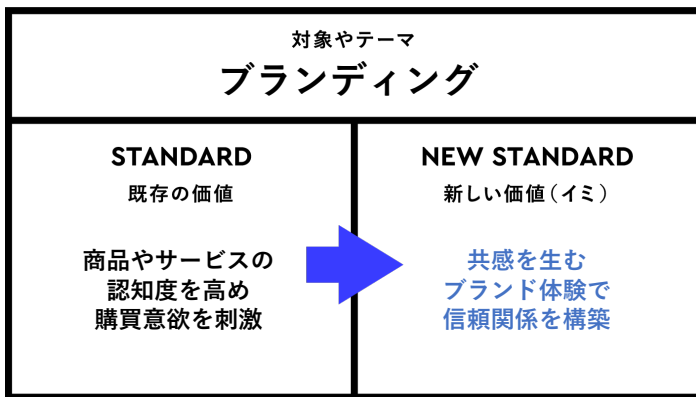 対象やテーマ
ブランディング
STANDARD
既存の価値
商品やサービスの
認知度を高め
購買意欲を刺激
NEW STANDARD
新しい価値（イミ）
共感を生む
ブランド体験で
信頼関係を構築